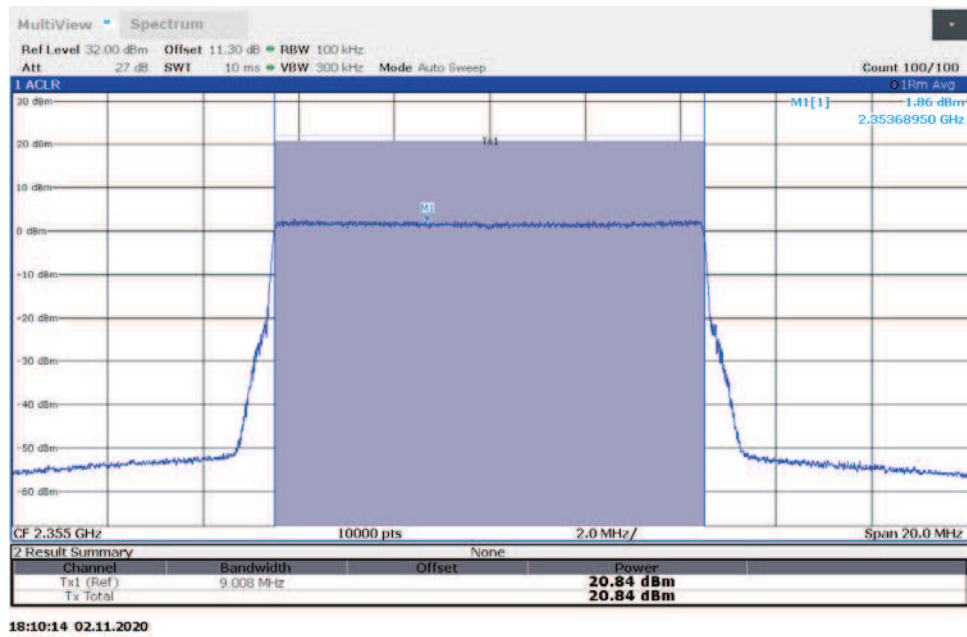 MultiView Spectrum
Ref Level 32.00 dBm Offset 11.30 dB RBW 100 kHz
Att 27 dB SWT 10 ms VBW 300 kHz Mode Auto Sweep Count 100/100
1 ACLR 1Rm Avg
30 dBm M1[1] 1.86 dBm
2.35368950 GHz
20 dBm TX1
10 dBm
M1
0 dBm
-10 dBm
-20 dBm
-30 dBm
-40 dBm
-50 dBm
-60 dBm
CF 2.355 GHz 10000 pts 2.0 MHz/ Span 20.0 MHz
2 Result Summary None
Channel Bandwidth Offset Power
Tx1 (Ref) 9.008 MHz 20.84 dBm
Tx Total 20.84 dBm
18:10:14 02.11.2020